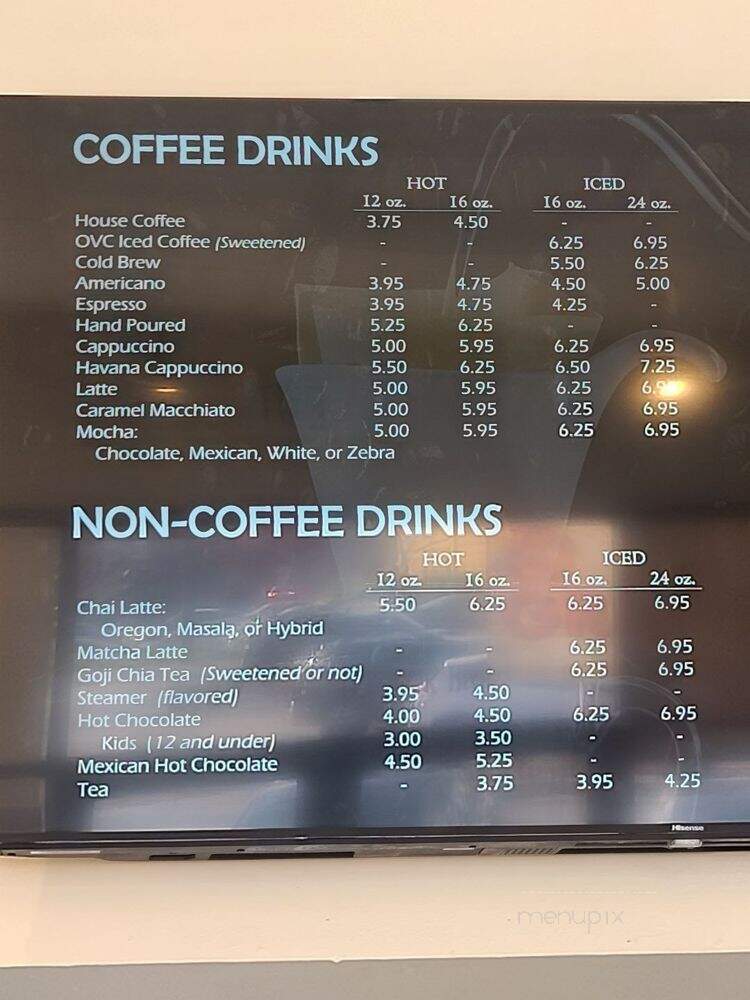 COFFEE DRINKS
HOT ICED
12 oz. 16 oz. 16 oz. 24 oz.
House Coffee 3.75 4.50 - -
OVC Iced Coffee (Sweetened) - - 6.25 6.95
Cold Brew - - 5.50 6.25
Americano 3.95 4.75 4.50 5.00
Espresso 3.95 4.75 4.25 -
Hand Poured 5.25 6.25 - -
Cappuccino 5.00 5.95 6.25 6.95
Havana Cappuccino 5.50 6.25 6.50 7.25
Latte 5.00 5.95 6.25
Caramel Macchiato 5.00 5.95 6.25 6.95
Mocha: 5.00 5.95 6.25 6.95
Chocolate, Mexican, White, or Zebra
NON-COFFEE DRINKS
HOT ICED
12 oz. 16 oz. 16 oz. 24 oz.
Chai Latte: 5.50 6.25 6.25 6.95
Oregon, Masala, or Hybrid
Matcha Latte - - 6.25 6.95
Goji Chia Tea (Sweetened or not) - - 6.25 6.95
Steamer (flavored) 3.95 4.50 - -
Hot Chocolate 4.00 4.50 6.25 6.95
Kids (12 and under) 3.00 3.50 - -
Mexican Hot Chocolate 4.50 5.25 - -
Tea - 3.75 3.95 4.25
Hisense
menupix